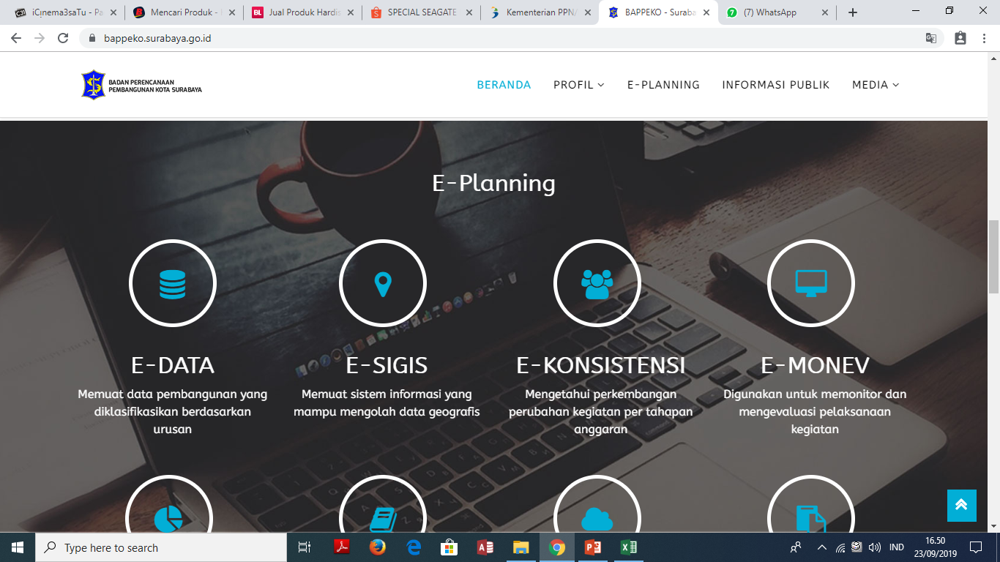 iCinema3saTu - Pa
Mencari Produk -
Jual Produk Hardis
SPECIAL SEAGATE
Kementerian PPN/
BAPPEKO - Suraba
(7) WhatsApp
bappeko.surabaya.go.id
BADAN PERENCANAAN
PEMBANGUNAN KOTA SURABAYA
BERANDA
PROFIL
E-PLANNING
INFORMASI PUBLIK
MEDIA
E-Planning
E-DATA
Memuat data pembangunan yang
diklasifikasikan berdasarkan
urusan
E-SIGIS
Memuat sistem informasi yang
mampu mengolah data geografis
E-KONSISTENSI
Mengetahui perkembangan
perubahan kegiatan per tahapan
anggaran
E-MONEV
Digunakan untuk memonitor dan
mengevaluasi pelaksanaan
kegiatan
Type here to search
IND
16.50
23/09/2019